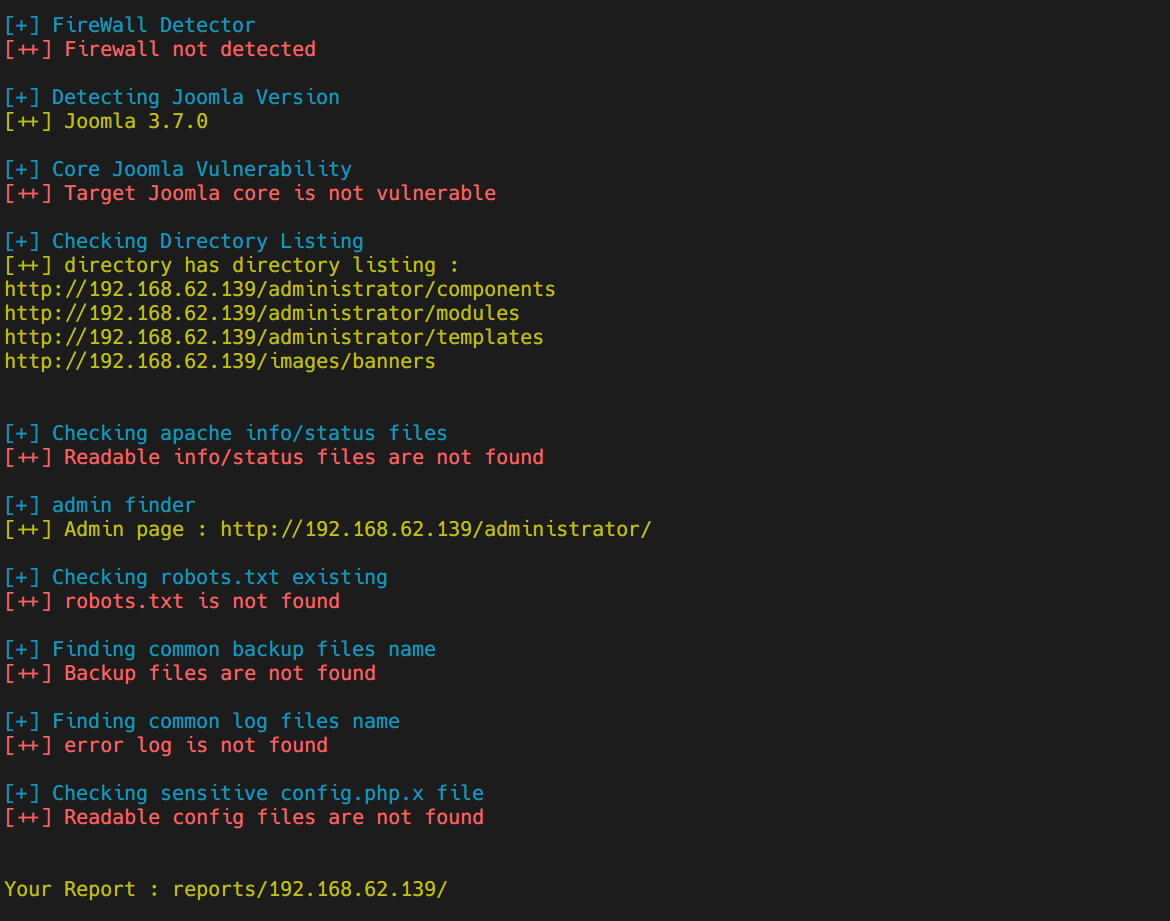 [+] FireWall Detector
[++] Firewall not detected
[+] Detecting Joomla Version
[++] Joomla 3.7.0
[+] Core Joomla Vulnerability
[++] Target Joomla core is not vulnerable
[+] Checking Directory Listing
[++] directory has directory listing :
http://192.168.62.139/administrator/components
http://192.168.62.139/administrator/modules
http://192.168.62.139/administrator/templates
http://192.168.62.139/images/banners
[+] Checking apache info/status files
[++] Readable info/status files are not found
[+] admin finder
[++] Admin page : http://192.168.62.139/administrator/
[+] Checking robots.txt existing
[++] robots.txt is not found
[+] Finding common backup files name
[++] Backup files are not found
[+] Finding common log files name
[++] error log is not found
[+] Checking sensitive config.php.x file
[++] Readable config files are not found
Your Report : reports/192.168.62.139/